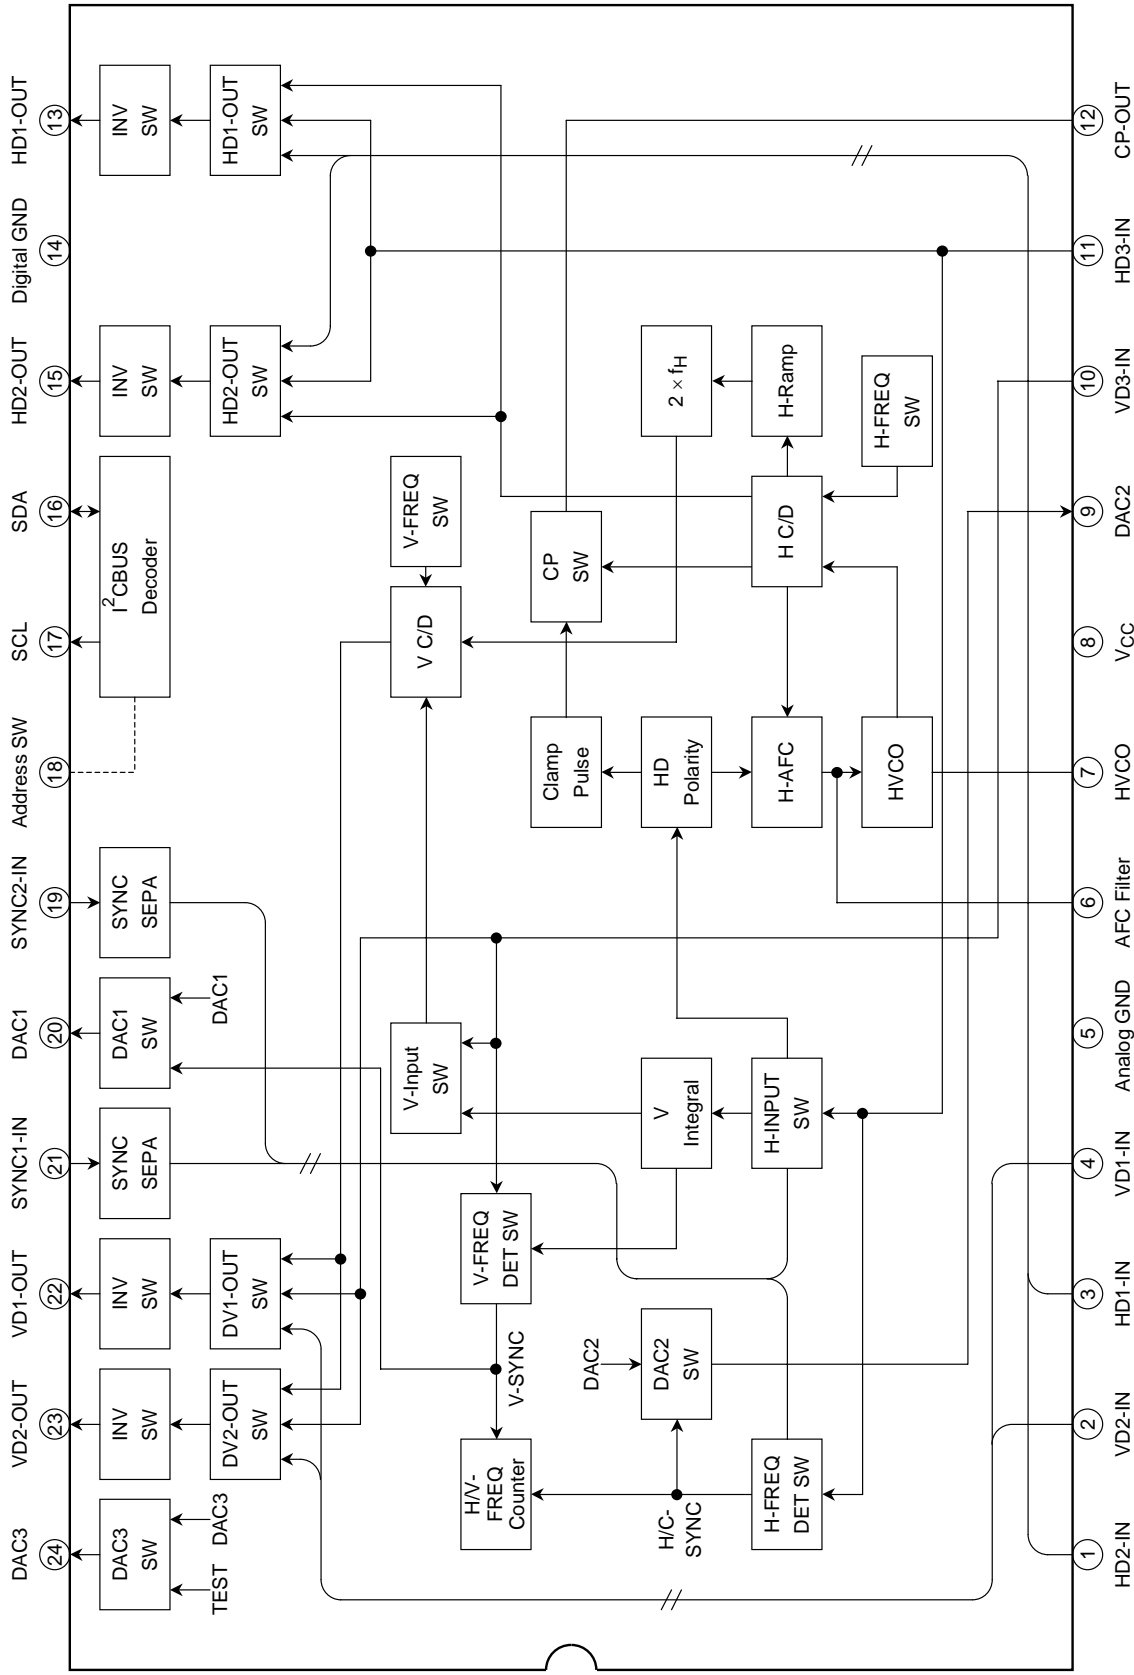 DAC3
VD2-OUT
VD1-OUT
SYNC1-IN
DAC1
SYNC2-IN
Address SW
SCL
SDA
HD2-OUT
Digital GND
HD1-OUT
24
23
22
21
20
19
18
17
16
15
14
13
DAC3
SW
INV
SW
INV
SW
SYNC
SEPA
DAC1
SW
SYNC
SEPA
I2CBUS
Decoder
INV
SW
INV
SW
TEST
DAC3
DV2-OUT
SW
DV1-OUT
SW
DAC1
HD2-OUT
SW
HD1-OUT
SW
V-Input
SW
V C/D
V-FREQ
SW
H/V-
FREQ
Counter
V-SYNC
V-FREQ
DET SW
Clamp
Pulse
CP
SW
DAC2
H/C-
SYNC
DAC2
SW
V
Integral
HD
Polarity
2 × fH
H-FREQ
DET SW
H-INPUT
SW
H-AFC
H C/D
H-Ramp
HVCO
H-FREQ
SW
1
2
3
4
5
6
7
8
9
10
11
12
HD2-IN
VD2-IN
HD1-IN
VD1-IN
Analog GND
AFC Filter
HVCO
VCC
DAC2
VD3-IN
HD3-IN
CP-OUT